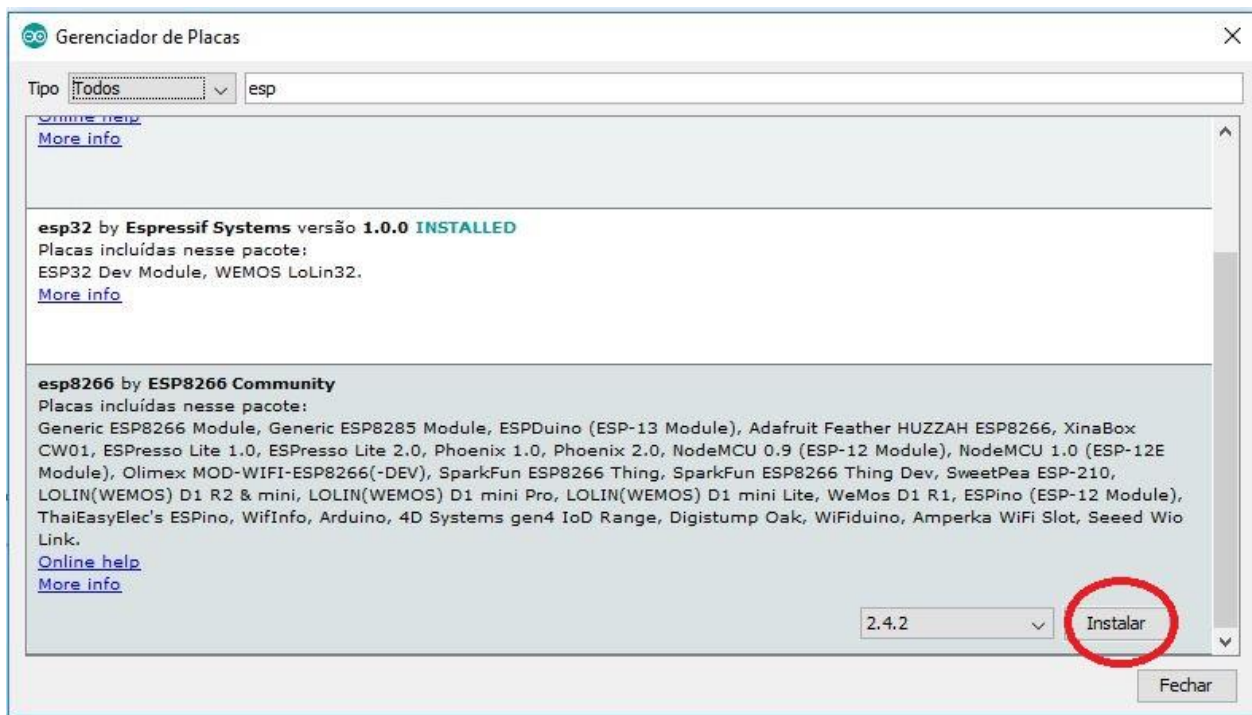 Gerenciador de Placas
Tipo Todos esp
Online help
More info
esp32 by Espressif Systems versão 1.0.0 INSTALLED
Placas incluídas nesse pacote:
ESP32 Dev Module, WEMOS LoLin32.
More info
esp8266 by ESP8266 Community
Placas incluídas nesse pacote:
Generic ESP8266 Module, Generic ESP8285 Module, ESPDuino (ESP-13 Module), Adafruit Feather HUZZAH ESP8266, XinaBox
CW01, ESPresso Lite 1.0, ESPresso Lite 2.0, Phoenix 1.0, Phoenix 2.0, NodeMCU 0.9 (ESP-12 Module), NodeMCU 1.0 (ESP-12E
Module), Olimex MOD-WIFI-ESP8266(-DEV), SparkFun ESP8266 Thing, SparkFun ESP8266 Thing Dev, SweetPea ESP-210,
LOLIN(WEMOS) D1 R2 & mini, LOLIN(WEMOS) D1 mini Pro, LOLIN(WEMOS) D1 mini Lite, WeMos D1 R1, ESPino (ESP-12 Module),
ThaiEasyElec's ESPino, WifInfo, Arduino, 4D Systems gen4 IoD Range, Digistump Oak, WiFiduino, Amperka WiFi Slot, Seeed Wio
Link.
Online help
More info
2.4.2 Instalar
Fechar